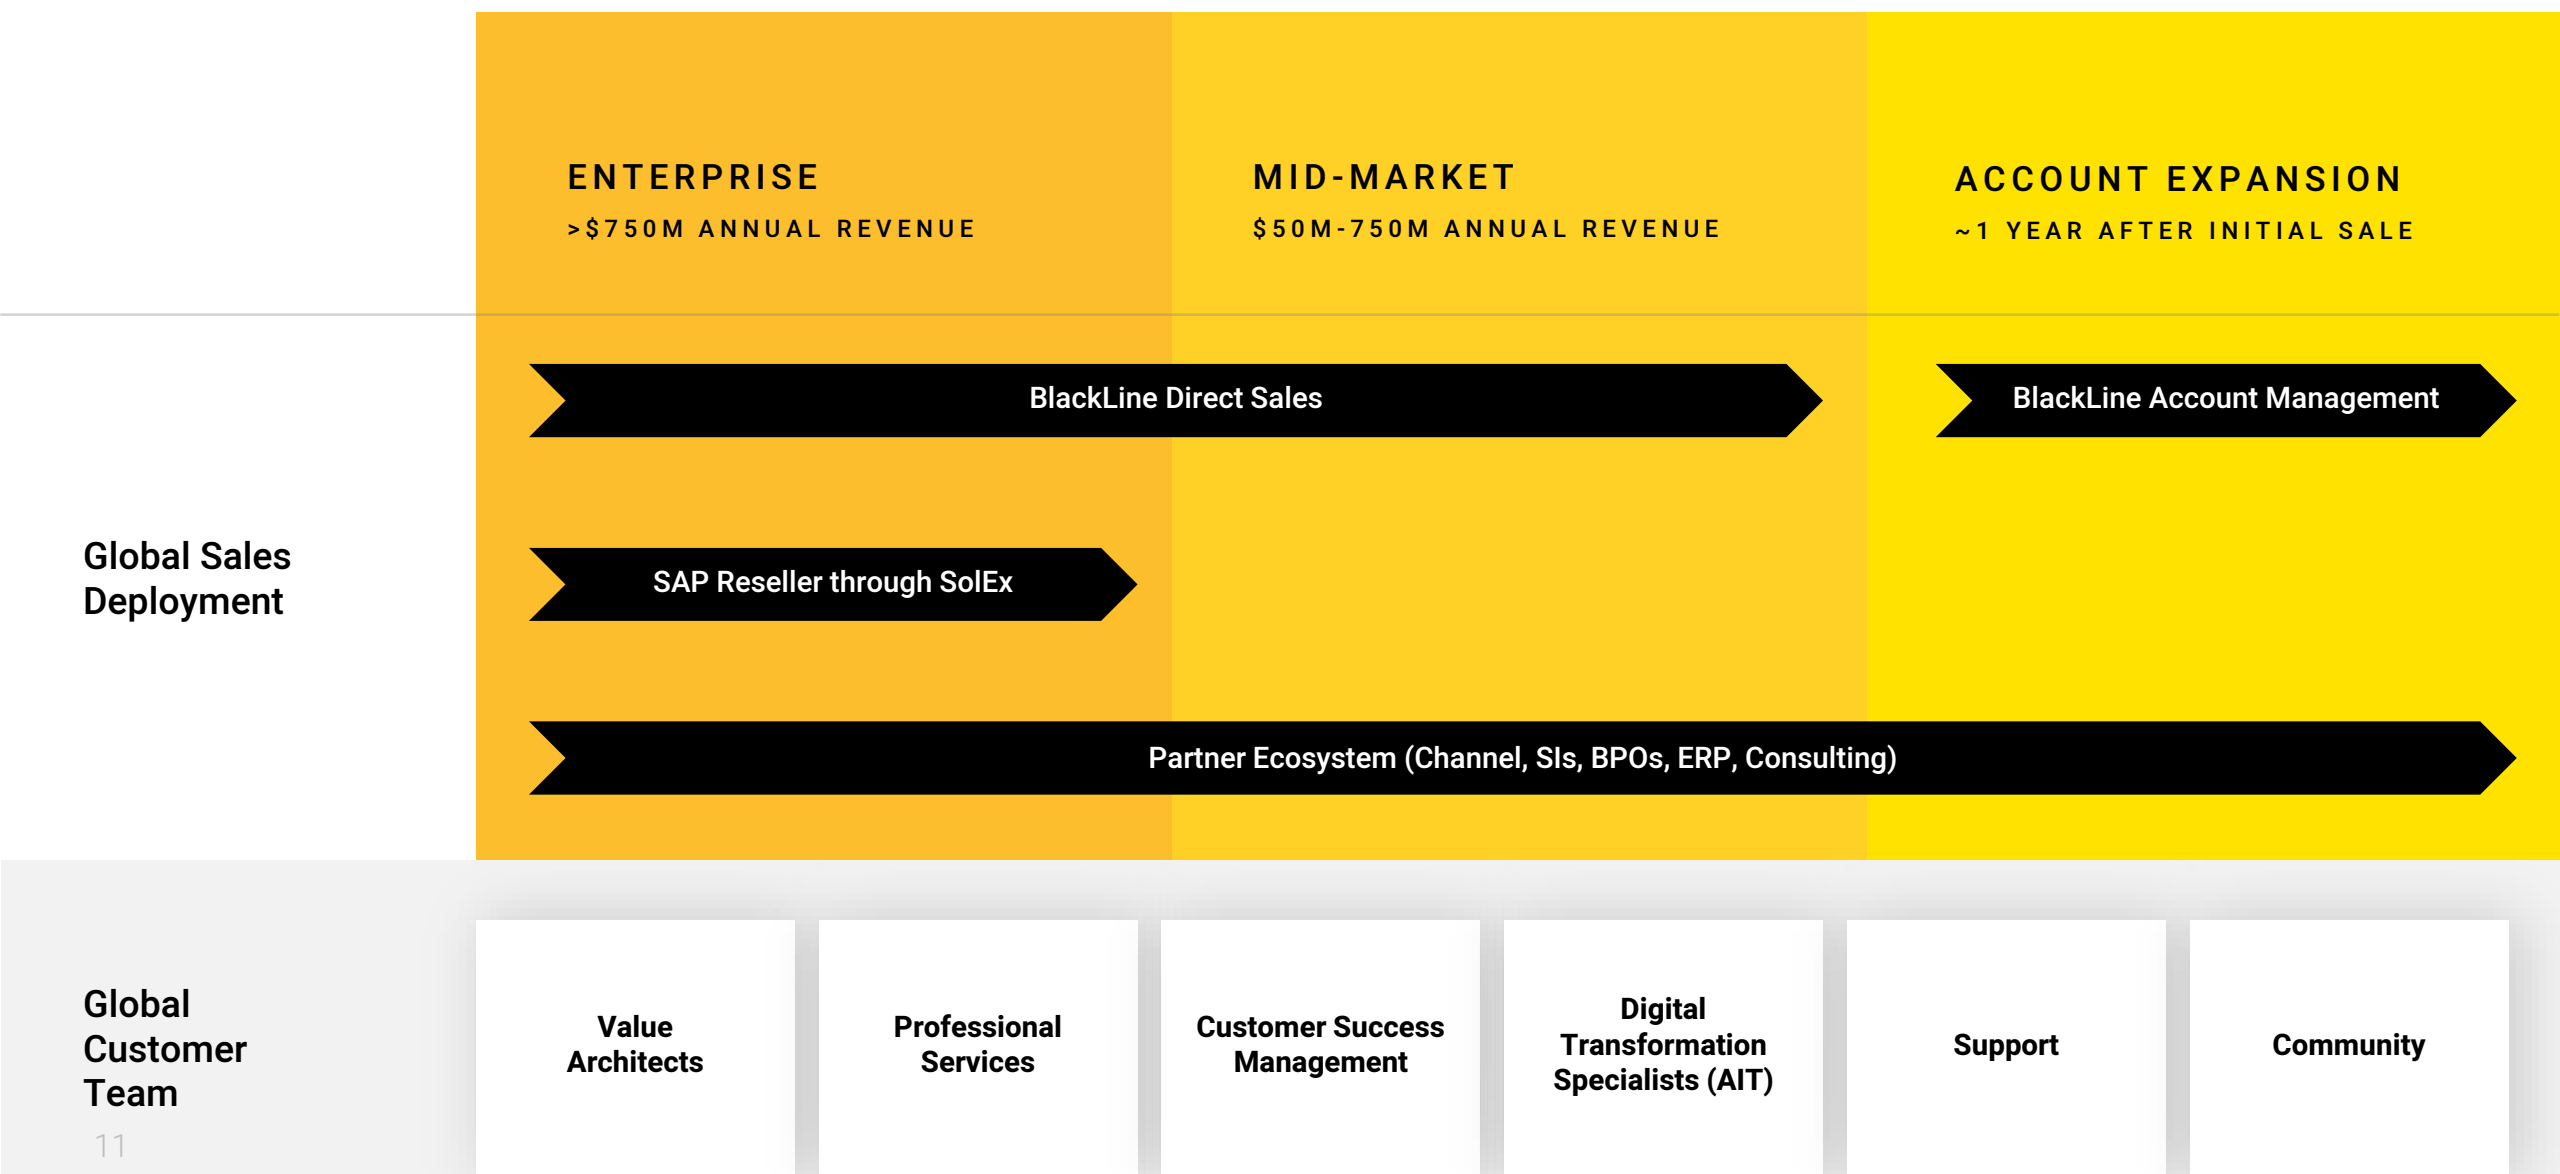 ENTERPRISE
>$750M ANNUAL REVENUE
MID-MARKET
$50M-750M ANNUAL REVENUE
ACCOUNT EXPANSION
~1 YEAR AFTER INITIAL SALE
Global Sales
Deployment
BlackLine Direct Sales
BlackLine Account Management
SAP Reseller through SolEx
Partner Ecosystem (Channel, SIs, BPOs, ERP, Consulting)
Global
Customer
Team
Value
Architects
Professional
Services
Customer Success
Management
Digital
Transformation
Specialists (AIT)
Support
Community
11